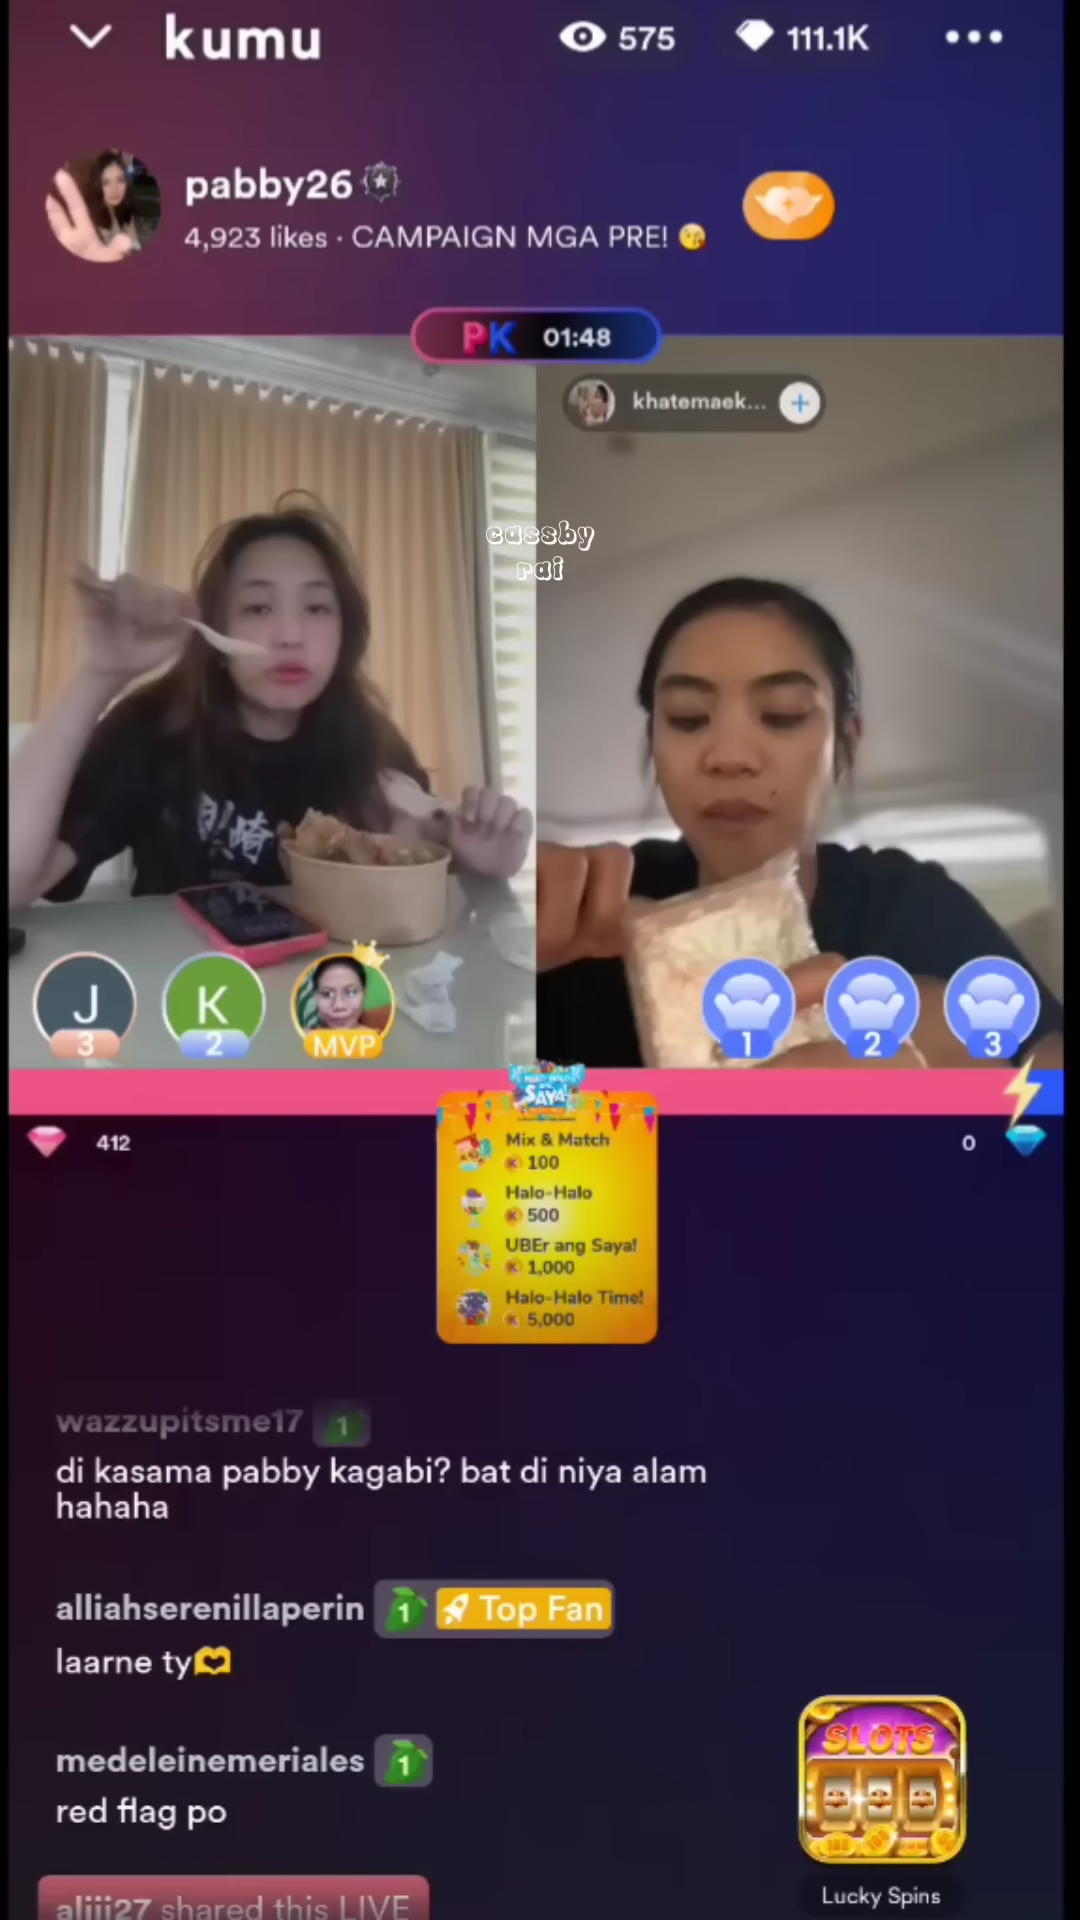 kumu
575
111.1K
pabby26
4,923 likes · CAMPAIGN MGA PRE! 😘
PK 01:48
khatemaek...
cassby
rai
J
3
K
2
MVP
1
2
3
SAYA!
412
0
Mix & Match
100
Halo-Halo
500
UBEr ang Saya!
1,000
Halo-Halo Time!
5,000
wazzupitsme17 1
di kasama pabby kagabi? bat di niya alam
hahaha
alliahserenillaperin 1 Top Fan
laarne ty🫶
medeleinemeriales 1
red flag po
SLOTS
Lucky Spins
aliii27 shared this LIVE